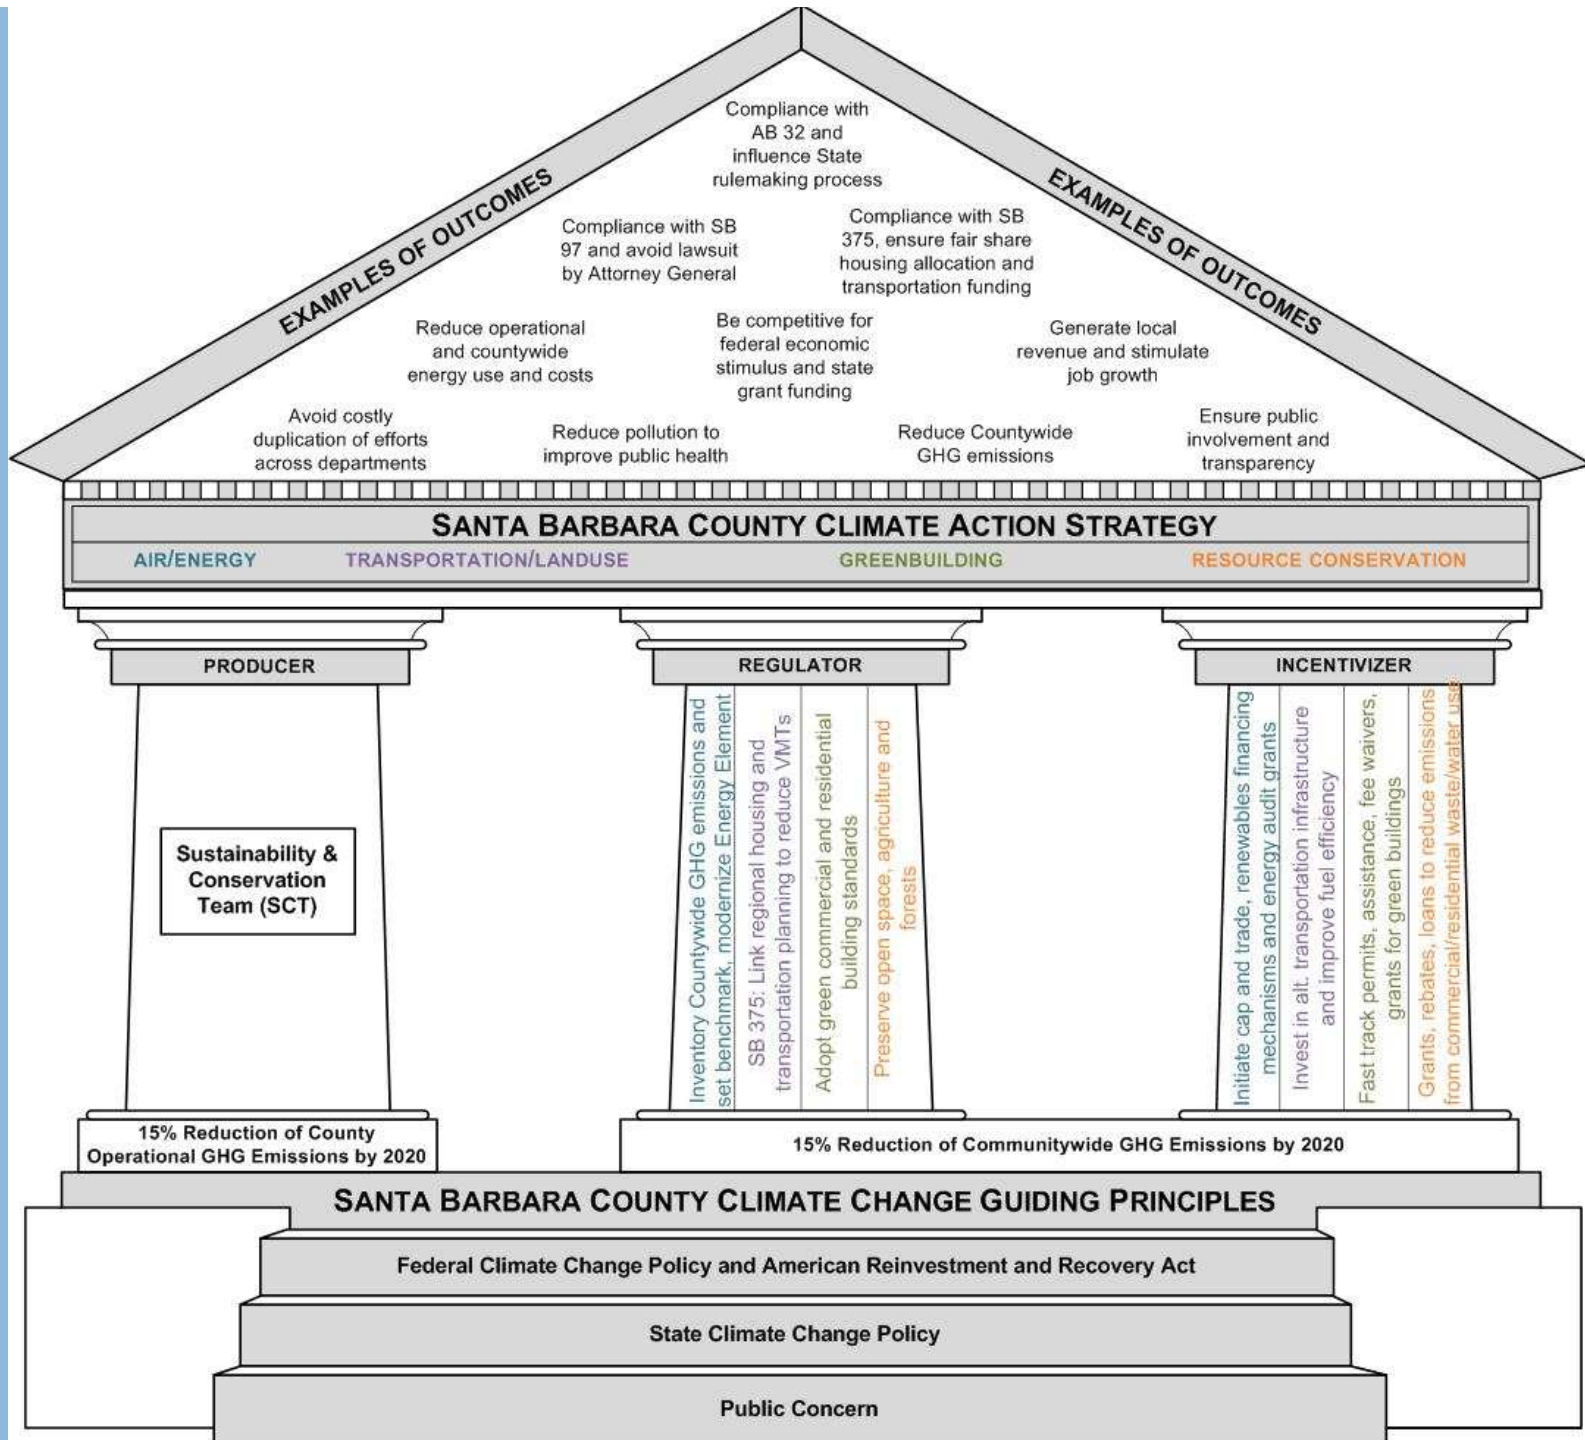 EXAMPLES OF OUTCOMES
EXAMPLES OF OUTCOMES
Compliance with
AB 32 and
influence State
rulemaking process
Compliance with SB
97 and avoid lawsuit
by Attorney General
Compliance with SB
375, ensure fair share
housing allocation and
transportation funding
Reduce operational
and countywide
energy use and costs
Be competitive for
federal economic
stimulus and state
grant funding
Generate local
revenue and stimulate
job growth
Avoid costly
duplication of efforts
across departments
Reduce pollution to
improve public health
Reduce Countywide
GHG emissions
Ensure public
involvement and
transparency
SANTA BARBARA COUNTY CLIMATE ACTION STRATEGY
AIR/ENERGY TRANSPORTATION/LANDUSE GREENBUILDING RESOURCE CONSERVATION
PRODUCER
Sustainability &
Conservation
Team (SCT)
REGULATOR
Inventory Countywide GHG emissions and
set benchmark, modernize Energy Element
SB 375: Link regional housing and
transportation planning to reduce VMTs
Adopt green commercial and residential
building standards
Preserve open space, agriculture and
forests
INCENTIVIZER
Initiate cap and trade, renewables financing
mechanisms and energy audit grants
Invest in alt. transportation infrastructure
and improve fuel efficiency
Fast track permits, assistance, fee waivers,
grants for green buildings
Grants, rebates, loans to reduce emissions
from commercial/residential waste/water use
15% Reduction of County
Operational GHG Emissions by 2020
15% Reduction of Communitywide GHG Emissions by 2020
SANTA BARBARA COUNTY CLIMATE CHANGE GUIDING PRINCIPLES
Federal Climate Change Policy and American Reinvestment and Recovery Act
State Climate Change Policy
Public Concern